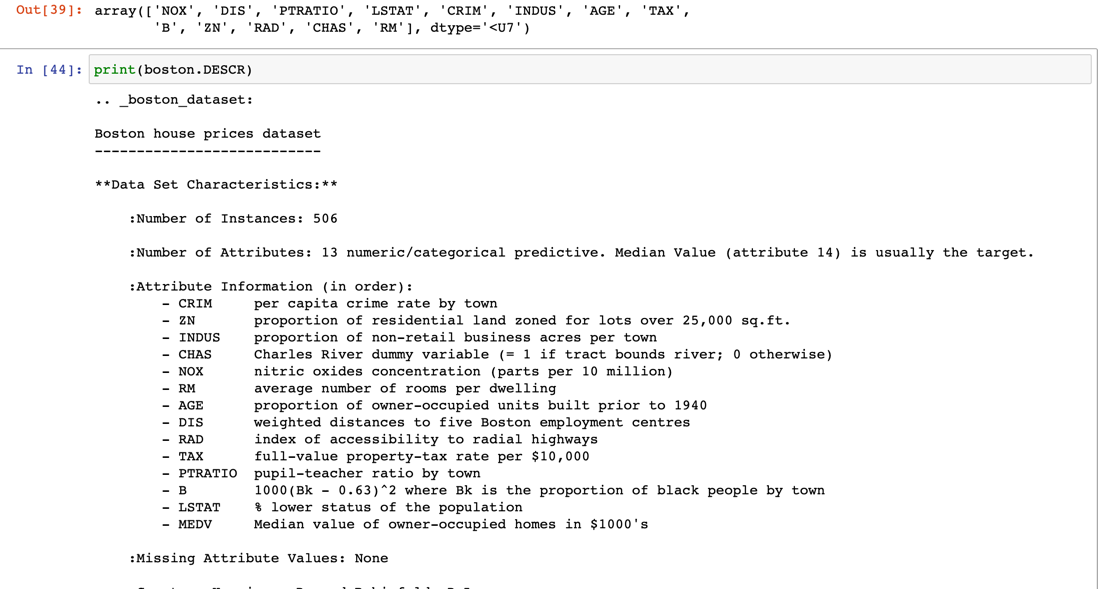 Out[39]: array(['NOX', 'DIS', 'PTRATIO', 'LSTAT', 'CRIM', 'INDUS', 'AGE', 'TAX',
'B', 'ZN', 'RAD', 'CHAS', 'RM'], dtype='<U7')
In [44]: print(boston.DESCR)
.. _boston_dataset:
Boston house prices dataset
---------------------------
**Data Set Characteristics:**
:Number of Instances: 506
:Number of Attributes: 13 numeric/categorical predictive. Median Value (attribute 14) is usually the target.
:Attribute Information (in order):
- CRIM per capita crime rate by town
- ZN proportion of residential land zoned for lots over 25,000 sq.ft.
- INDUS proportion of non-retail business acres per town
- CHAS Charles River dummy variable (= 1 if tract bounds river; 0 otherwise)
- NOX nitric oxides concentration (parts per 10 million)
- RM average number of rooms per dwelling
- AGE proportion of owner-occupied units built prior to 1940
- DIS weighted distances to five Boston employment centres
- RAD index of accessibility to radial highways
- TAX full-value property-tax rate per $10,000
- PTRATIO pupil-teacher ratio by town
- B 1000(Bk - 0.63)^2 where Bk is the proportion of black people by town
- LSTAT % lower status of the population
- MEDV Median value of owner-occupied homes in $1000's
:Missing Attribute Values: None